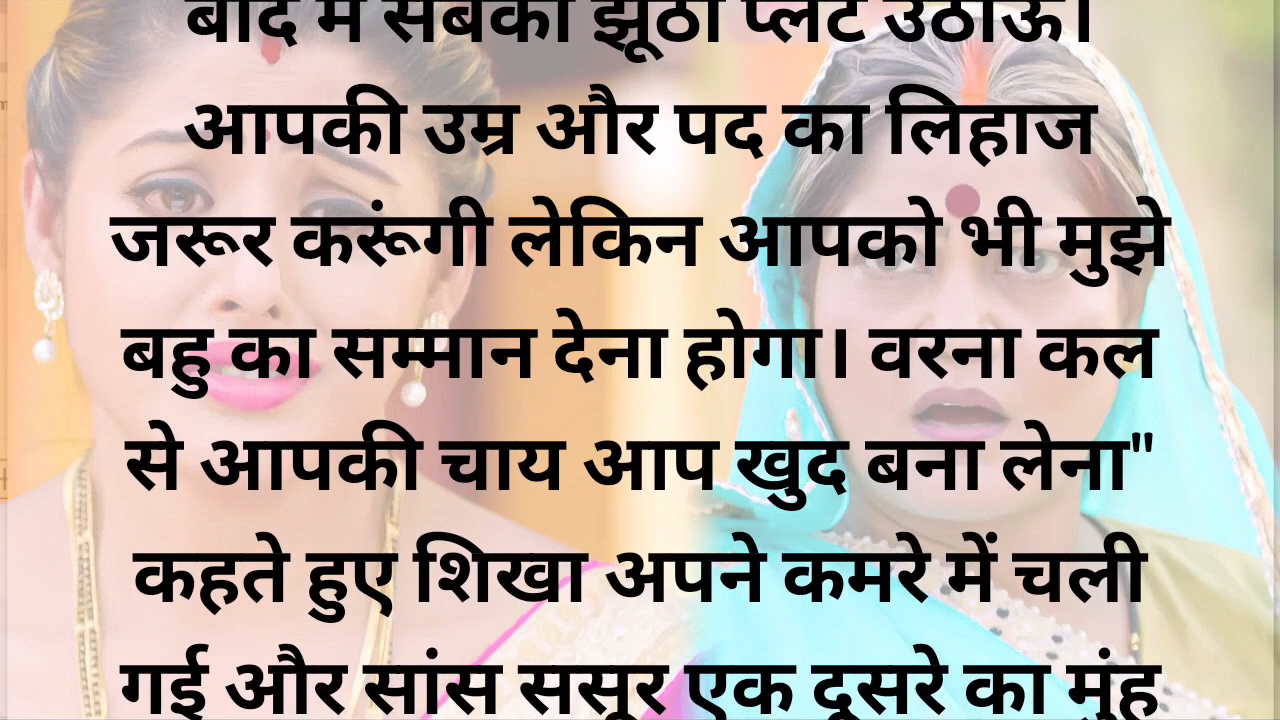 बाद में सबकी झूठी प्लेट उठाऊं।
आपकी उम्र और पद का लिहाज
जरूर करूंगी लेकिन आपको भी मुझे
बहु का सम्मान देना होगा। वरना कल
से आपकी चाय आप खुद बना लेना"
कहते हुए शिखा अपने कमरे में चली
गई और सांस ससुर एक दूसरे का मुंह